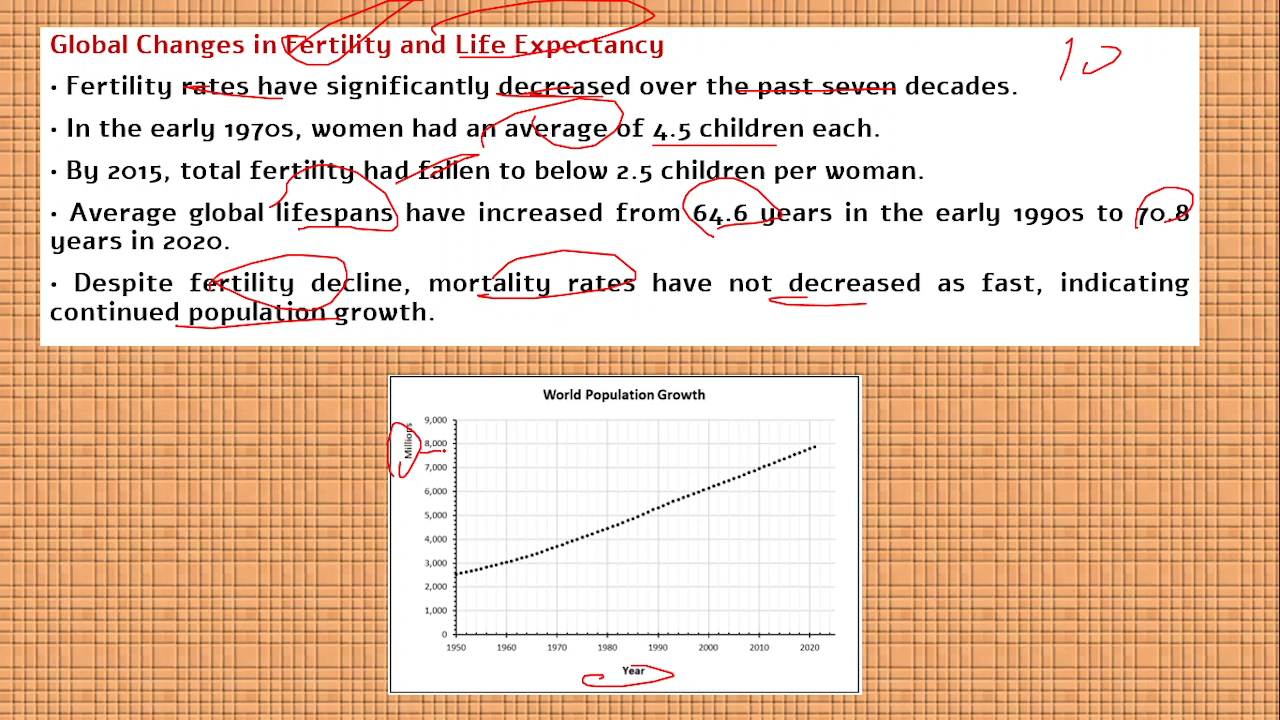 Global Changes in Fertility and Life Expectancy
10
• Fertility rates have significantly decreased over the past seven decades.
• In the early 1970s, women had an average of 4.5 children each.
• By 2015, total fertility had fallen to below 2.5 children per woman.
• Average global lifespans have increased from 64.6 years in the early 1990s to 70.8
years in 2020.
• Despite fertility decline, mortality rates have not decreased as fast, indicating
continued population growth.
World Population Growth
Millions
9,000
8,000
7,000
6,000
5,000
4,000
3,000
2,000
1,000
0
1950 1960 1970 1980 1990 2000 2010 2020
Year